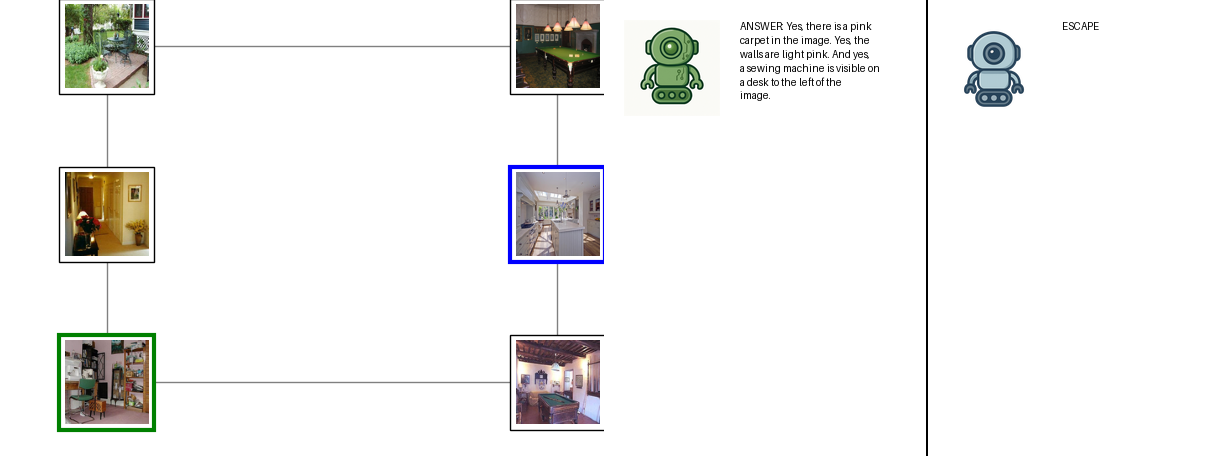 ANSWER: Yes, there is a pink
carpet in the image. Yes, the
walls are light pink. And yes,
a sewing machine is visible on
a desk to the left of the
image.
ESCAPE